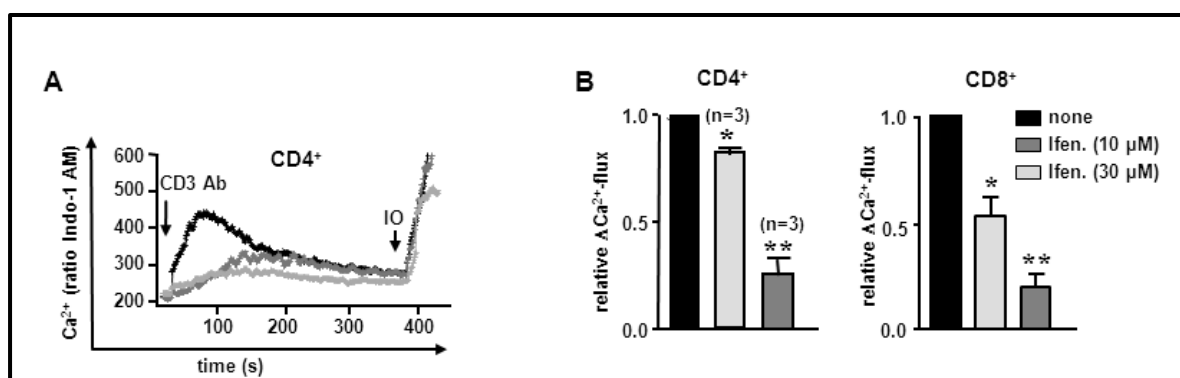 A
Ca²⁺ (ratio Indo-1 AM)
600
500
400
300
200
CD4⁺
CD3 Ab
IO
100
200
300
400
time (s)
B
CD4⁺
relative ΛCa²⁺-flux
1.0
0.5
0.0
(n=3)
*
(n=3)
**
CD8⁺
relative ΛCa²⁺-flux
1.0
0.5
0.0
*
**
none
Ifen. (10 µM)
Ifen. (30 µM)